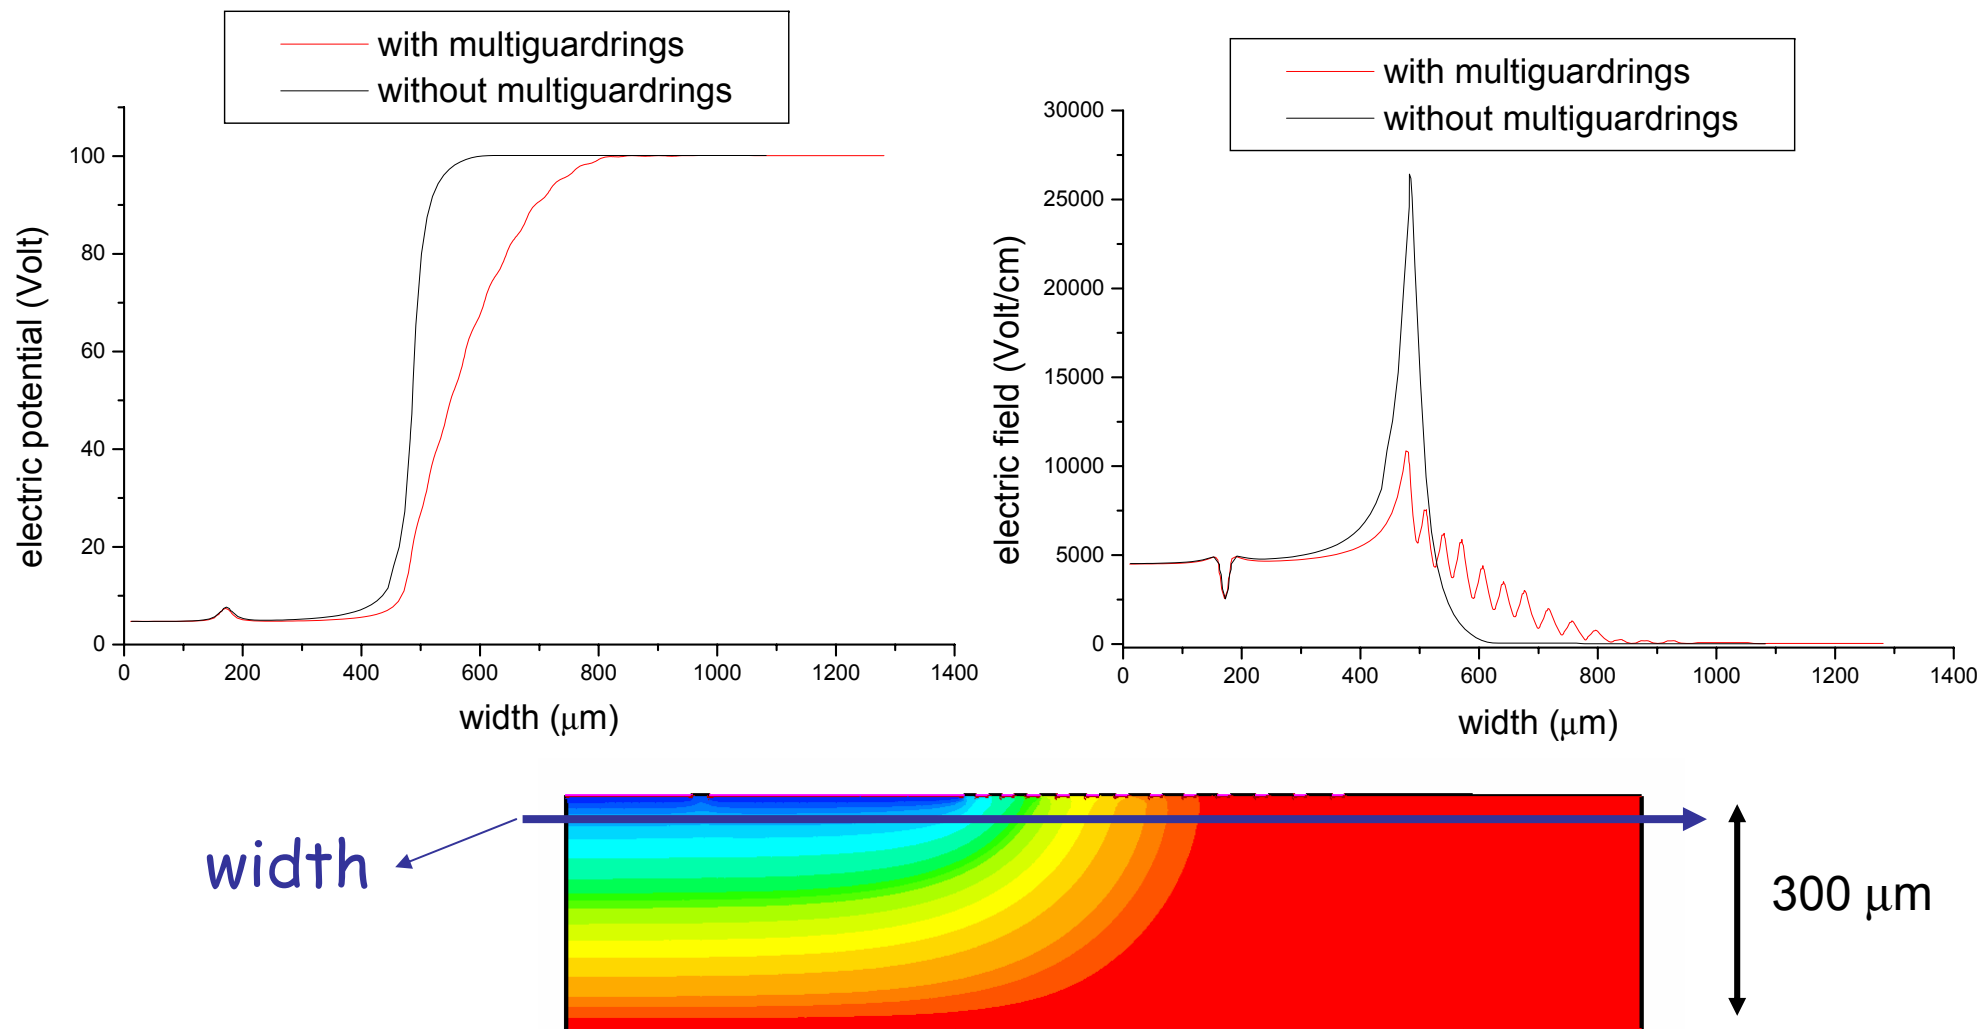 with multiguardrings
without multiguardrings
electric potential (Volt)
100
80
60
40
20
0
0 200 400 600 800 1000 1200 1400
width (μm)
with multiguardrings
without multiguardrings
electric field (Volt/cm)
30000
25000
20000
15000
10000
5000
0
0 200 400 600 800 1000 1200 1400
width (μm)
width
300 μm